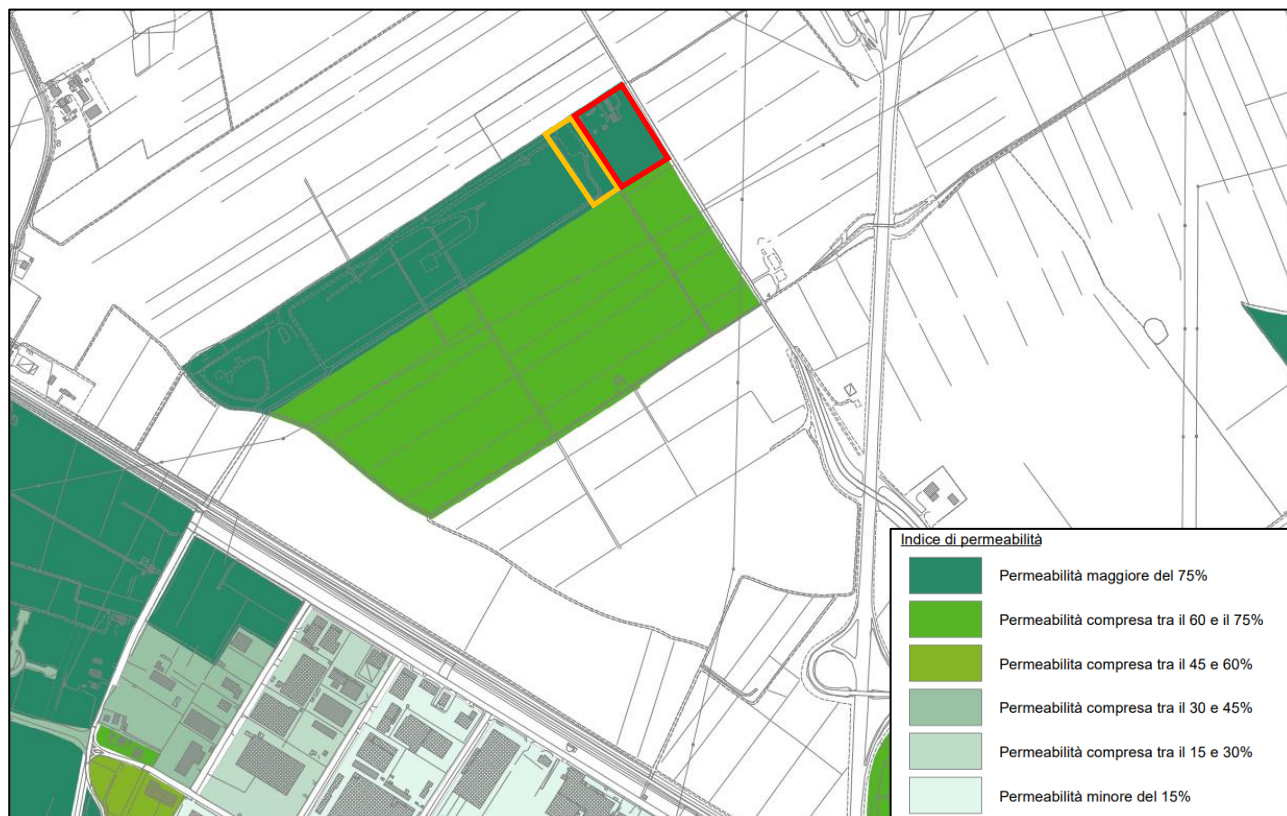 Indice di permeabilità
Permeabilità maggiore del 75%
Permeabilità compresa tra il 60 e il 75%
Permeabilita compresa tra il 45 e 60%
Permeabilità compresa tra il 30 e 45%
Permeabilità compresa tra il 15 e 30%
Permeabilità minore del 15%